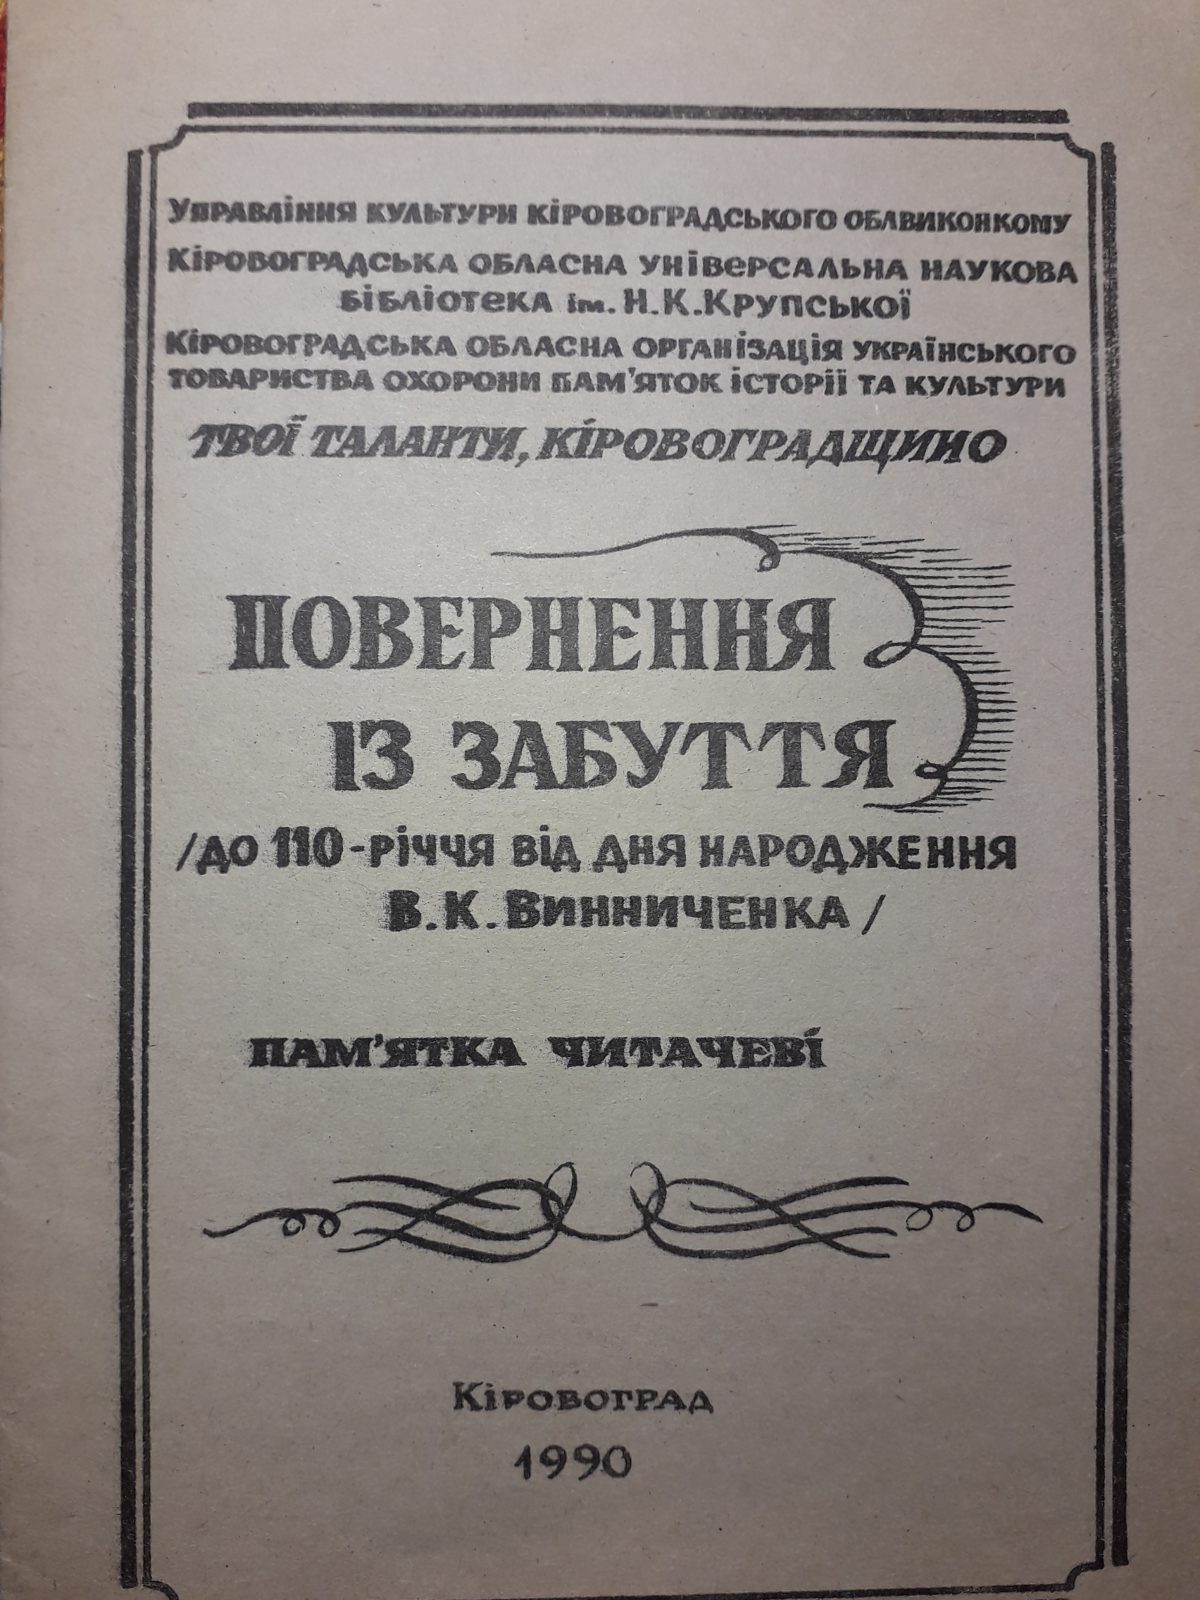 Управління культури Кіровоградського облвиконкому
Кіровоградська обласна універсальна наукова
бібліотека ім. Н.К.Крупської
Кіровоградська обласна організація українського
товариства охорони пам'яток історії та культури
ТВОЇ ТАЛАНТИ, КІРОВОГРАДЩИНО
ПОВЕРНЕННЯ
ІЗ ЗАБУТТЯ
/до 110-річчя від дня народження
В.К.Винниченка/
ПАМ'ЯТКА ЧИТАЧЕВІ
Кіровоград
1990